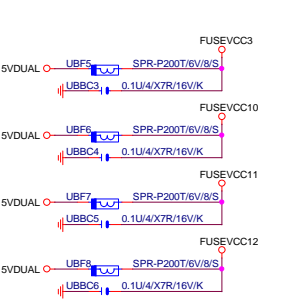 FUSEVCC3
5VDUAL UBF5 SPR-P200T/6V/8/S
UBBC3 0.1U/4/X7R/16V/K
FUSEVCC10
5VDUAL UBF6 SPR-P200T/6V/8/S
UBBC4 0.1U/4/X7R/16V/K
FUSEVCC11
5VDUAL UBF7 SPR-P200T/6V/8/S
UBBC5 0.1U/4/X7R/16V/K
FUSEVCC12
5VDUAL UBF8 SPR-P200T/6V/8/S
UBBC6 0.1U/4/X7R/16V/K